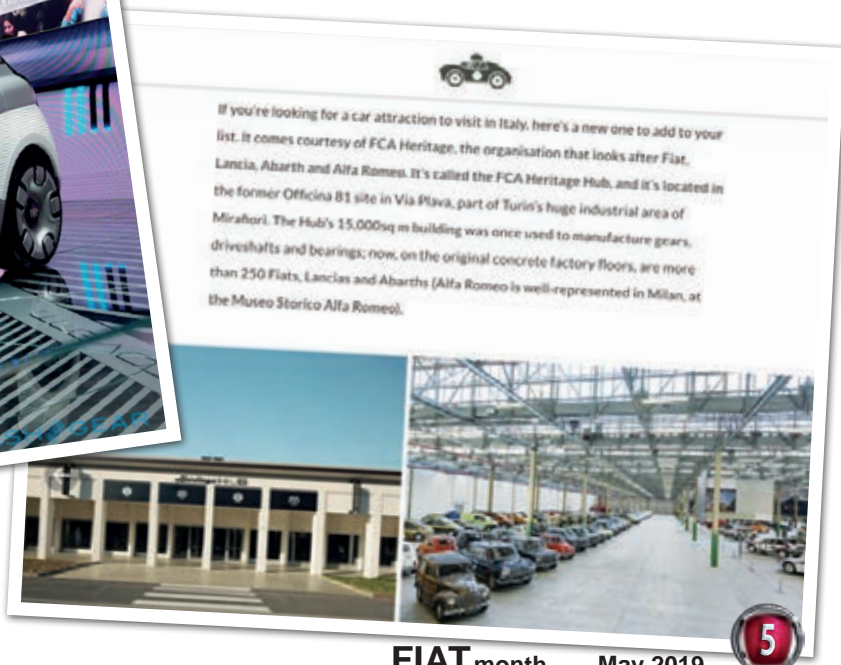 If you're looking for a car attraction to visit in Italy, here's a new one to add to your
list. It comes courtesy of FCA Heritage, the organisation that looks after Fiat,
Lancia, Abarth and Alfa Romeo. It's called the FCA Heritage Hub, and it's located in
the former Officina 81 site in Via Plava, part of Turin's huge industrial area of
Mirafiori. The Hub's 15,000sq m building was once used to manufacture gears,
driveshafts and bearings; now, on the original concrete factory floors, are more
than 250 Fiats, Lancias and Abarths (Alfa Romeo is well-represented in Milan, at
the Museo Storico Alfa Romeo).
5
FIAT month May 2019